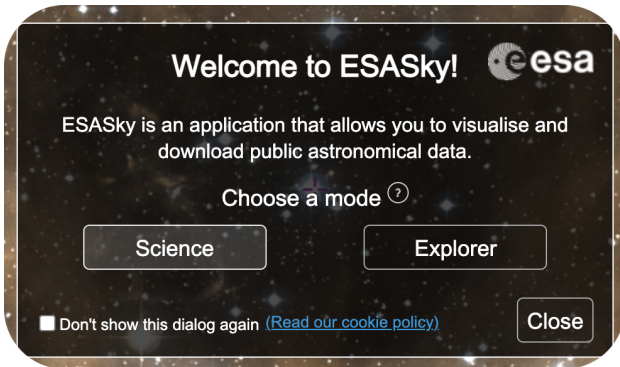 Welcome to ESASky!
esa
ESASky is an application that allows you to visualise and
download public astronomical data.
Choose a mode ?
Science
Explorer
Don't show this dialog again (Read our cookie policy)
Close